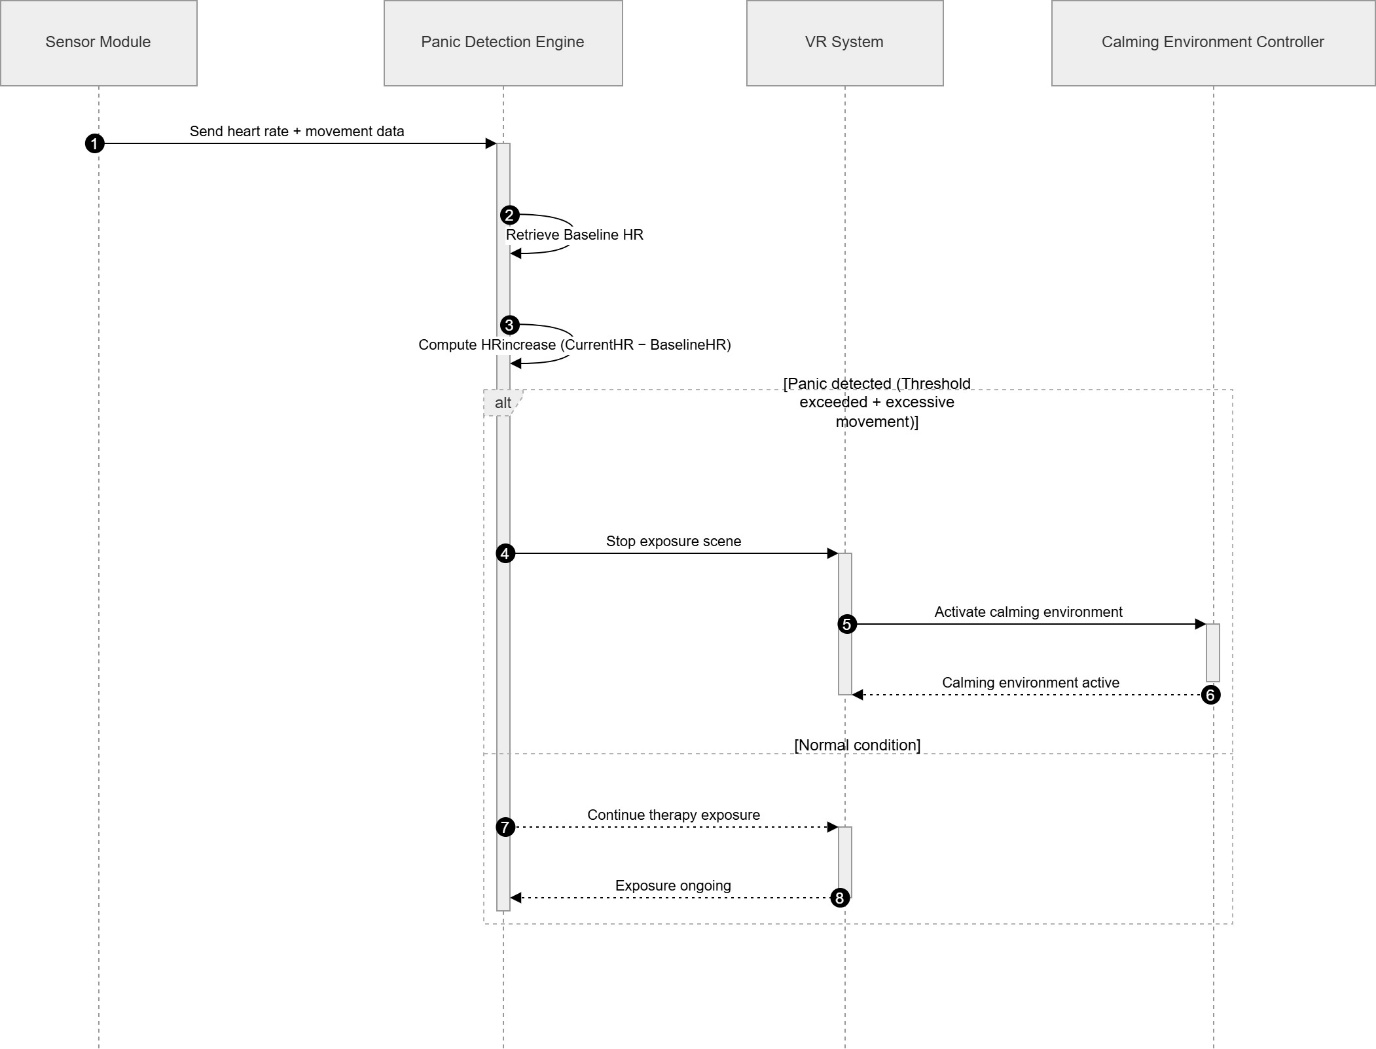 Sensor Module
Panic Detection Engine
VR System
Calming Environment Controller
1
Send heart rate + movement data
2
Retrieve Baseline HR
3
Compute HRincrease (CurrentHR − BaselineHR)
alt
[Panic detected (Threshold
exceeded + excessive
movement)]
4
Stop exposure scene
5
Activate calming environment
Calming environment active
6
[Normal condition]
7
Continue therapy exposure
Exposure ongoing
8